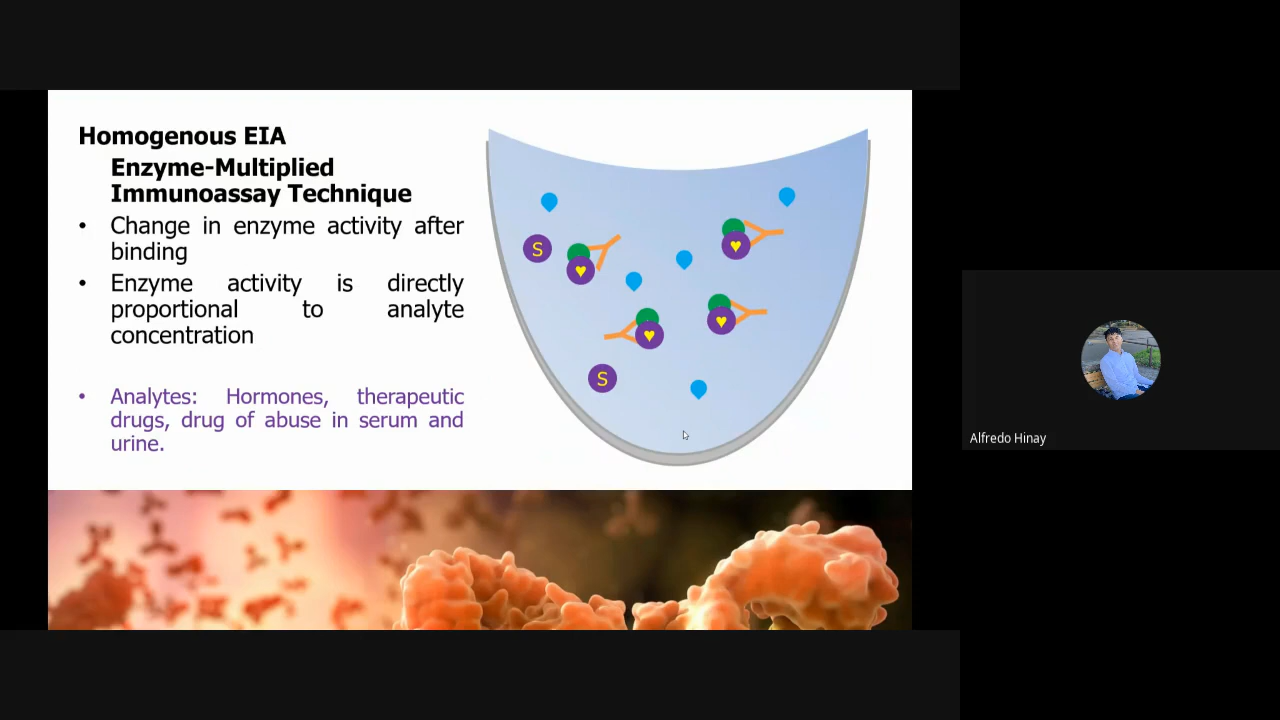 Homogenous EIA
Enzyme-Multiplied
Immunoassay Technique
• Change in enzyme activity after
binding
• Enzyme activity is directly
proportional to analyte
concentration
• Analytes: Hormones, therapeutic
drugs, drug of abuse in serum and
urine.
S
S
Alfredo Hinay